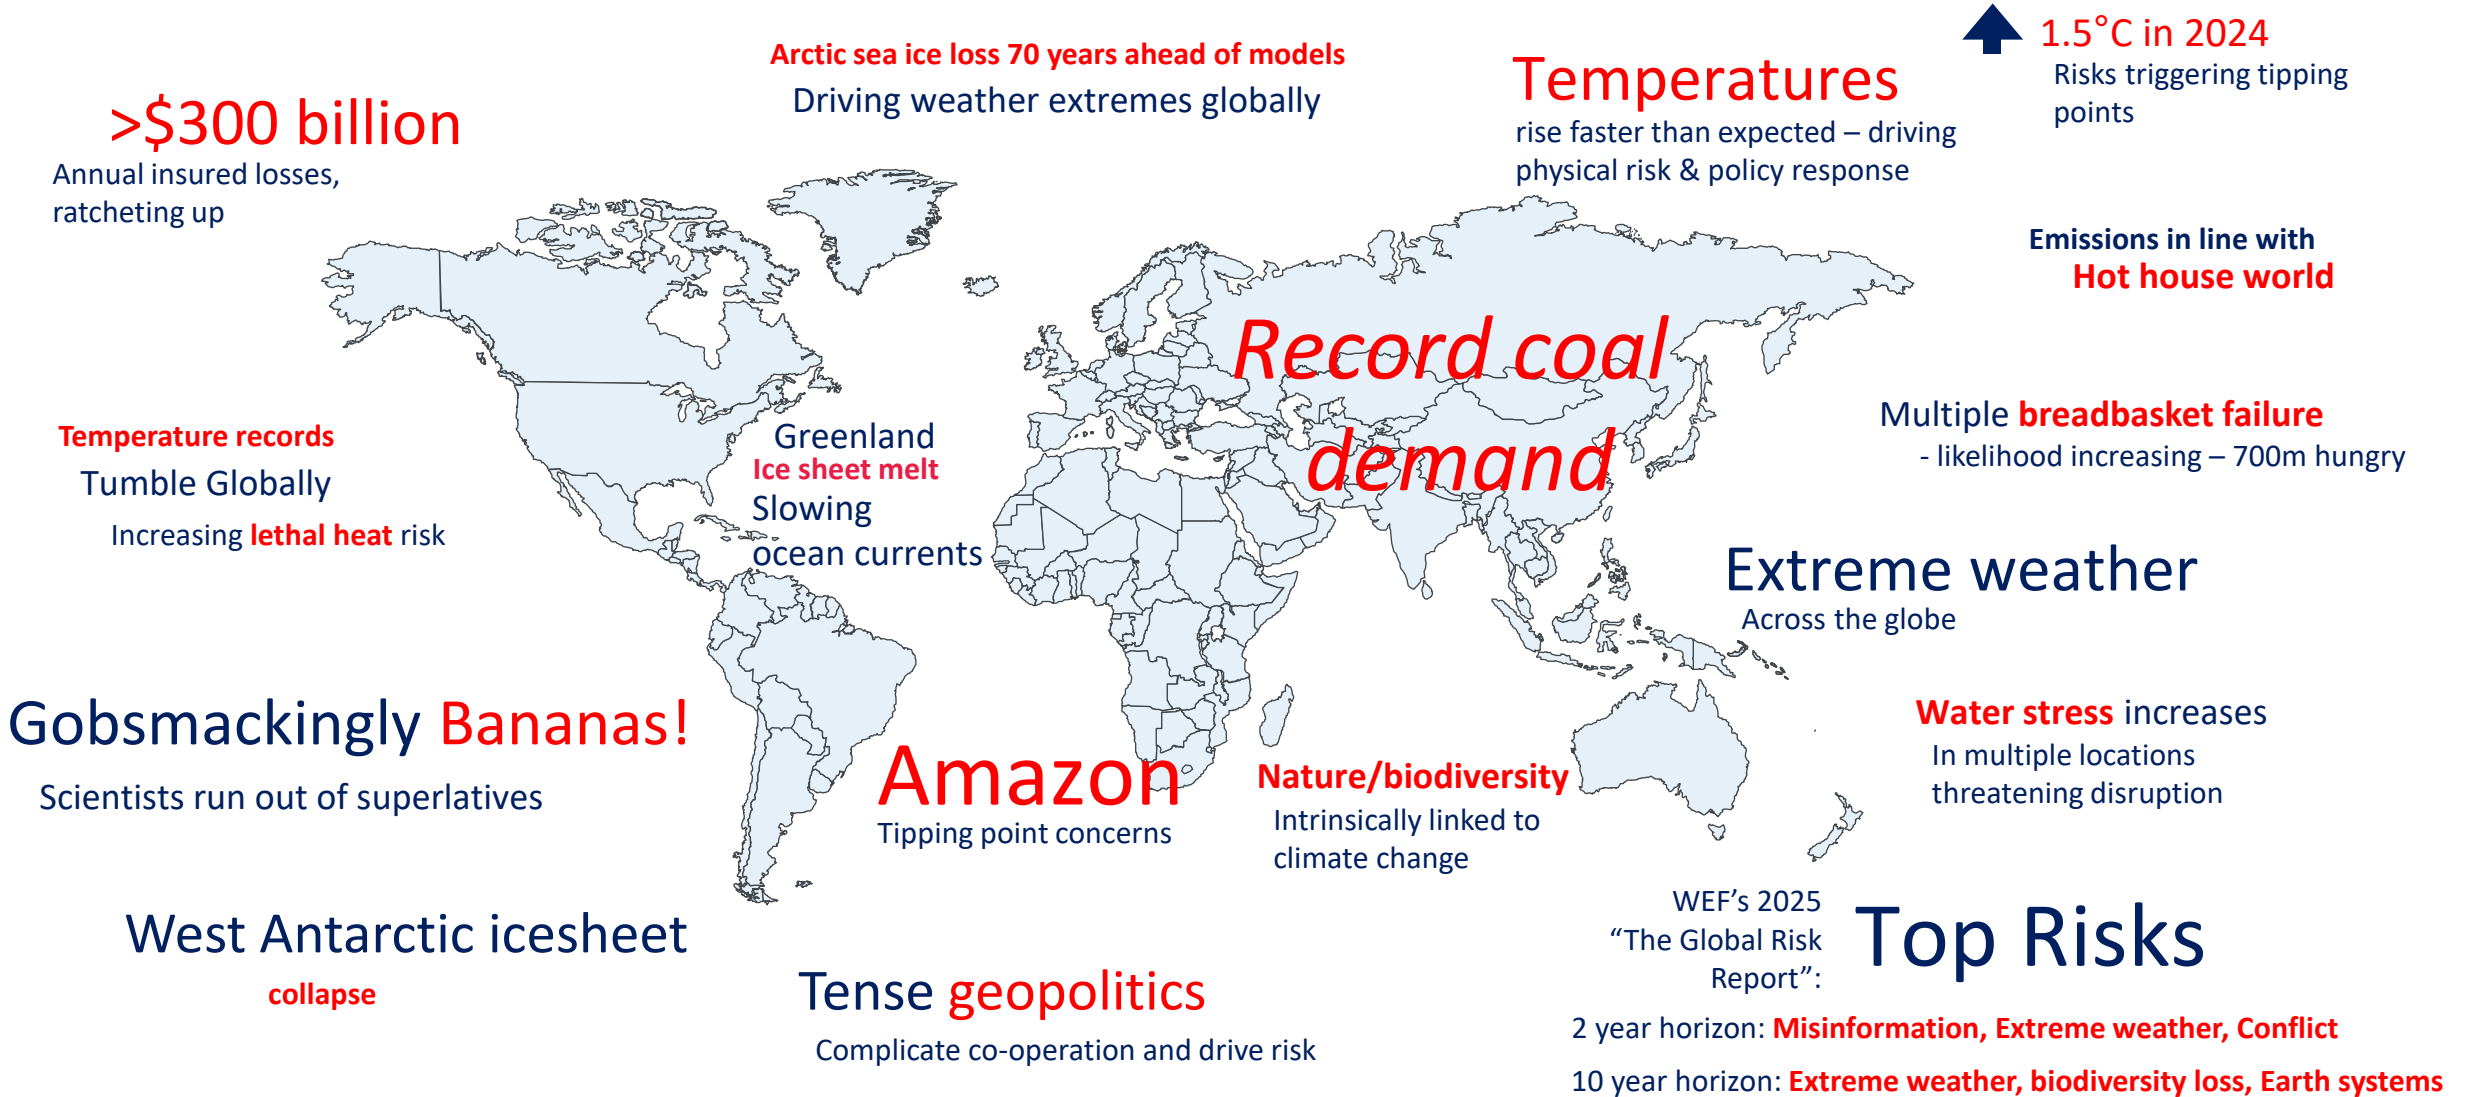 1.5°C in 2024
Risks triggering tipping
points
Arctic sea ice loss 70 years ahead of models
Driving weather extremes globally
Temperatures
rise faster than expected – driving
physical risk & policy response
>$300 billion
Annual insured losses,
ratcheting up
Emissions in line with
Hot house world
Record coal
demand
Multiple breadbasket failure
- likelihood increasing – 700m hungry
Temperature records
Tumble Globally
Increasing lethal heat risk
Greenland
Ice sheet melt
Slowing
ocean currents
Extreme weather
Across the globe
Gobsmackingly Bananas!
Scientists run out of superlatives
Amazon
Tipping point concerns
Nature/biodiversity
Intrinsically linked to
climate change
Water stress increases
In multiple locations
threatening disruption
West Antarctic icesheet
collapse
Tense geopolitics
Complicate co-operation and drive risk
WEF’s 2025
“The Global Risk
Report”:
Top Risks
2 year horizon: Misinformation, Extreme weather, Conflict
10 year horizon: Extreme weather, biodiversity loss, Earth systems